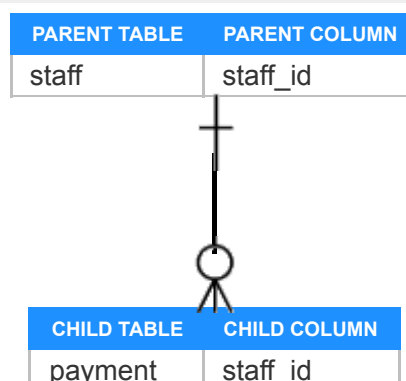 PARENT TABLE PARENT COLUMN
staff staff_id
CHILD TABLE CHILD COLUMN
payment staff_id